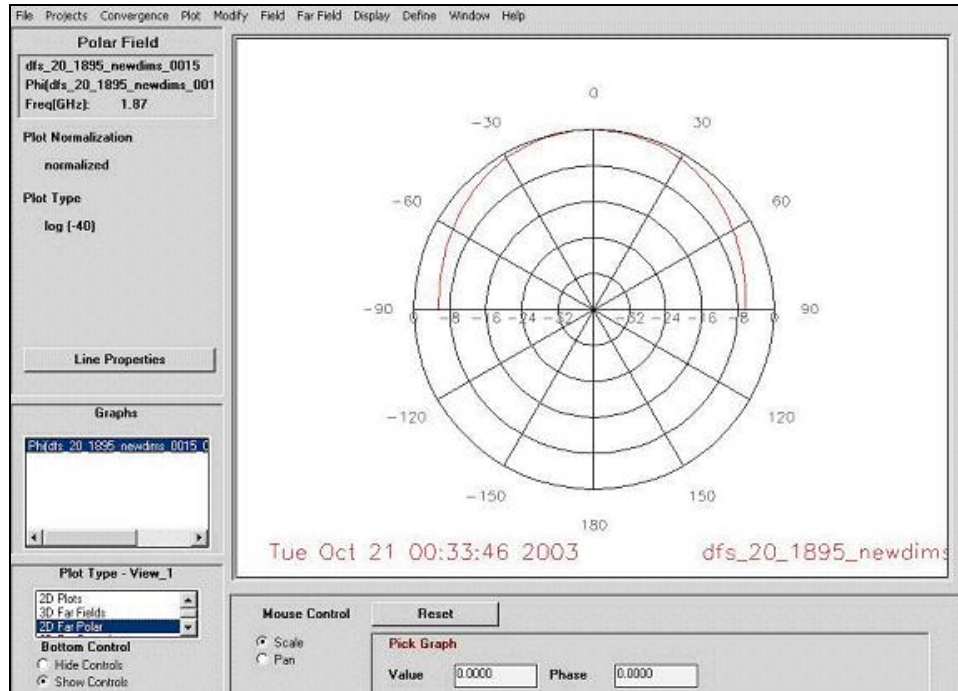 File Projects Convergence Plot Modify Field Far Field Display Define Window Help
Polar Field
dfs_20_1895_newdims_0015
Phi(dfs_20_1895_newdims_001
Freq(GHz): 1.87
Plot Normalization
normalized
Plot Type
log (-40)
Line Properties
Graphs
Phi(dfs_20_1895_newdims_0015_0
Plot Type - View_1
2D Plots
3D Far Fields
2D Far Polar
Bottom Control
Hide Controls
Show Controls
0
-30 30
-60 60
-90 0 -8 -16 -24 -32 -32 -24 -16 -8 0 90
-120 120
-150 150
180
Tue Oct 21 00:33:46 2003 dfs_20_1895_newdims
Mouse Control Reset
Scale
Pan
Pick Graph
Value 0.0000 Phase 0.0000